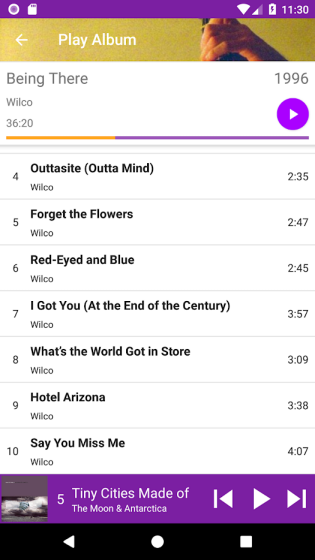 11:30
Play Album
Being There 1996
Wilco
36:20
4 Outtasite (Outta Mind) 2:35
Wilco
5 Forget the Flowers 2:47
Wilco
6 Red-Eyed and Blue 2:45
Wilco
7 I Got You (At the End of the Century) 3:57
Wilco
8 What's the World Got in Store 3:09
Wilco
9 Hotel Arizona 3:38
Wilco
10 Say You Miss Me 4:07
Wilco
5 Tiny Cities Made of
The Moon & Antarctica